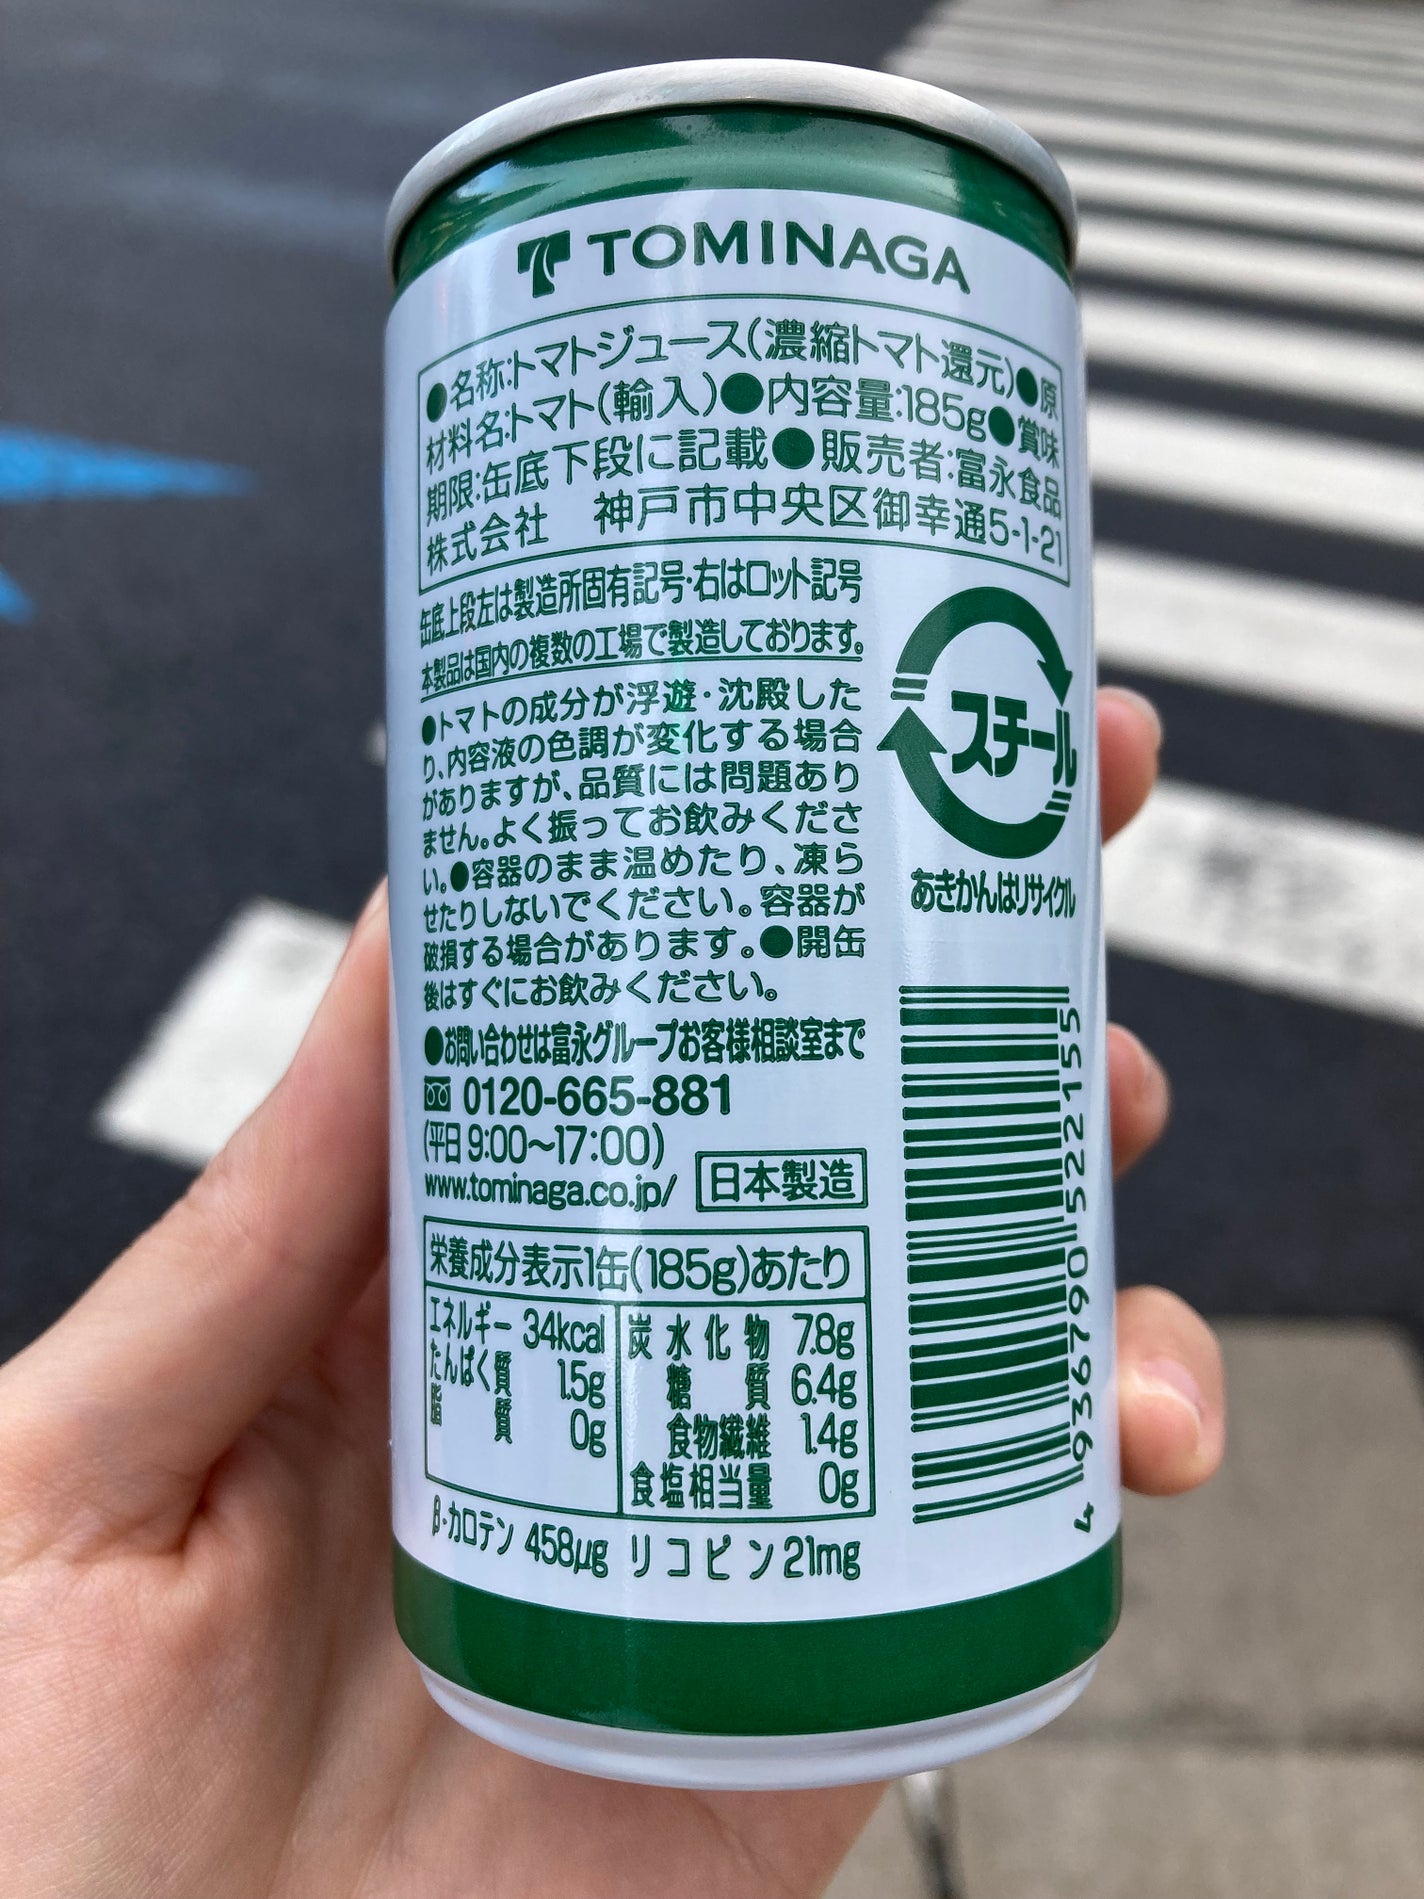 TOMINAGA
●名称:トマトジュース(濃縮トマト還元)●原
材料名:トマト(輸入)●内容量:185g●賞味
期限:缶底下段に記載●販売者:富永食品
株式会社 神戸市中央区御幸通5-1-21
缶底上段左は製造所固有記号・右はロット記号
本製品は国内の複数の工場で製造しております。
●トマトの成分が浮遊・沈殿した
り、内容液の色調が変化する場合
がありますが、品質には問題あり
ません。よく振ってお飲みくださ
い。●容器のまま温めたり、凍ら
せたりしないでください。容器が
破損する場合があります。●開缶
後はすぐにお飲みください。
●お問い合わせは富永グループお客様相談室まで
0120-665-881
(平日9:00〜17:00)
www.tominaga.co.jp/ 日本製造
スチール
あきかんはリサイクル
栄養成分表示1缶(185g)あたり
エネルギー 34kcal
たんぱく質 1.5g
脂質 0g
炭水化物 7.8g
糖質 6.4g
食物繊維 1.4g
食塩相当量 0g
β-カロテン 458μg リコピン 21mg
4 936790 522155